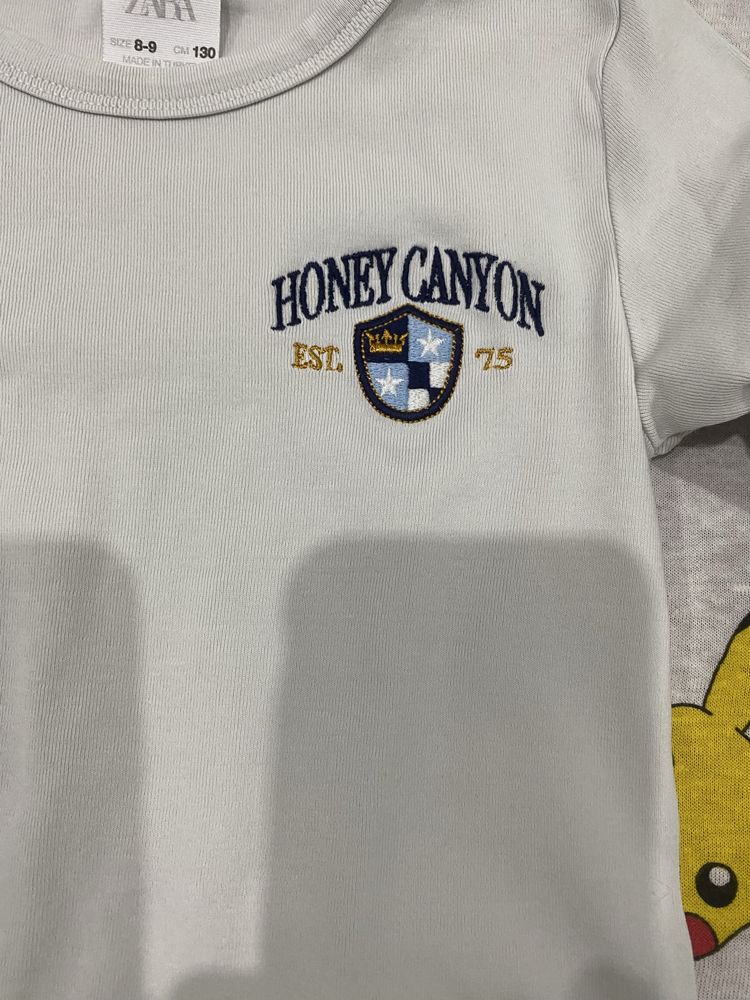 ZARA
SIZE 8-9 CM 130
MADE IN TURKEY
HONEY CANYON
EST. 75